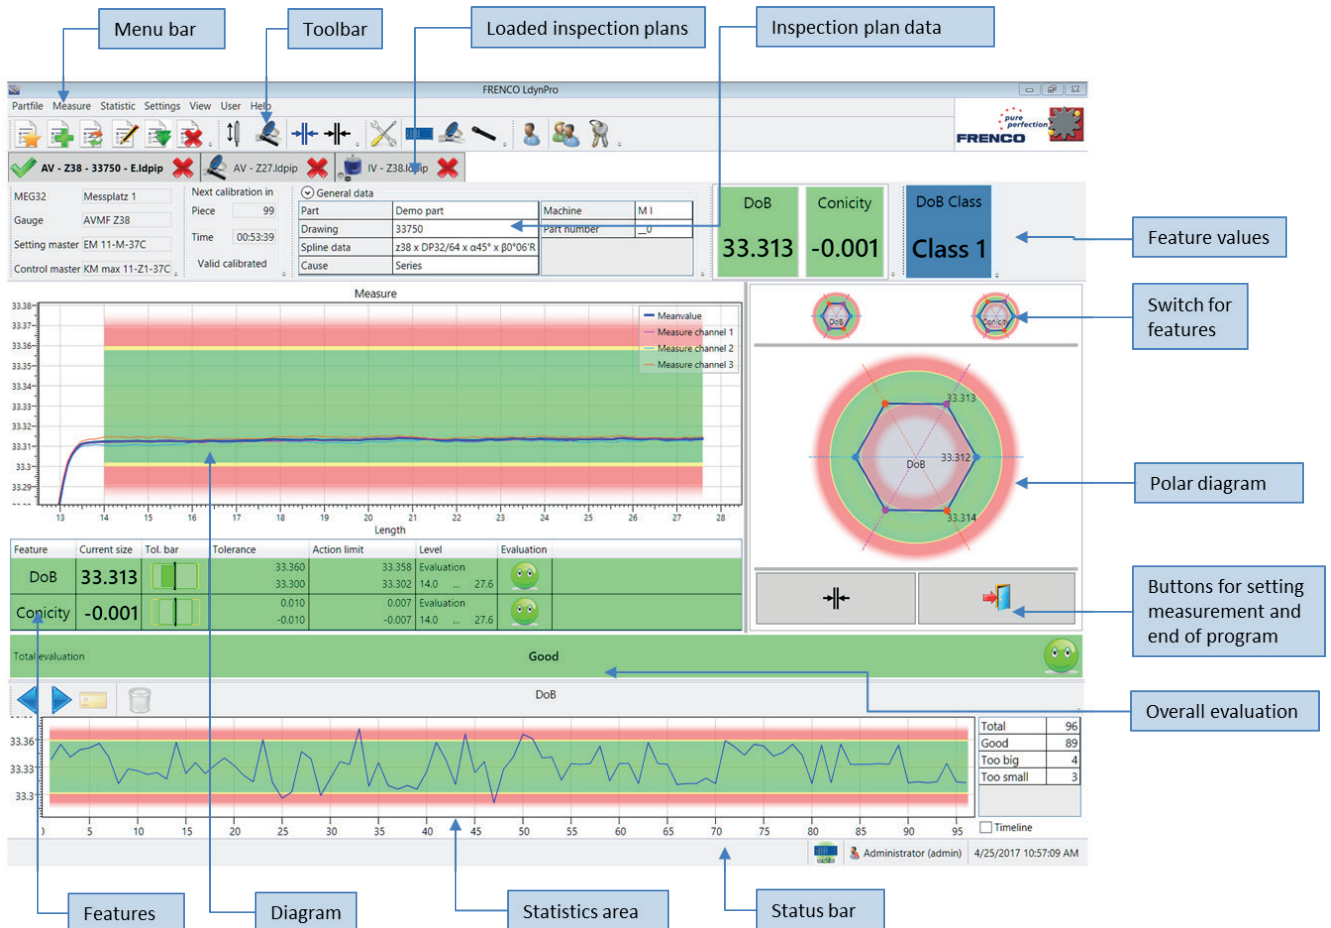 Menu bar
Toolbar
Loaded inspection plans
Inspection plan data
FRENCO LdynPro
Partfile Measure Statistic Settings View User Help
pure
perfection
FRENCO
AV - Z38 - 33750 - E.ldpip
AV - Z27.ldpip
IV - Z38.ldpip
MEG32 Messplatz 1
Gauge AVMF Z38
Setting master EM 11-M-37C
Control master KM max 11-Z1-37C
Next calibration in
Piece 99
Time 00:53:39
Valid calibrated
General data
Part Demo part
Drawing 33750
Spline data z38 x DP32/64 x α45° x β0°06'R
Cause Series
Machine M I
Part number __0
DoB
33.313
Conicity
-0.001
DoB Class
Class 1
Feature values
Switch for
features
Measure
33.38
33.37
33.36
33.35
33.34
33.33
33.32
33.31
33.3
33.29
Meanvalue
Measure channel 1
Measure channel 2
Measure channel 3
13 14 15 16 17 18 19 20 21 22 23 24 25 26 27 28
Length
DoB
Conicity
33.313
33.312
DoB
33.314
Polar diagram
Feature Current size Tol. bar Tolerance Action limit Level Evaluation
DoB 33.313 33.360 33.358 Evaluation
33.300 33.302 14.0 ... 27.6
Conicity -0.001 0.010 0.007 Evaluation
-0.010 -0.007 14.0 ... 27.6
Buttons for setting
measurement and
end of program
Total evaluation Good
Overall evaluation
DoB
33.36
33.33
33.3
0 5 10 15 20 25 30 35 40 45 50 55 60 65 70 75 80 85 90 95
Total 96
Good 89
Too big 4
Too small 3
Timeline
Administrator (admin) 4/25/2017 10:57:09 AM
Features
Diagram
Statistics area
Status bar